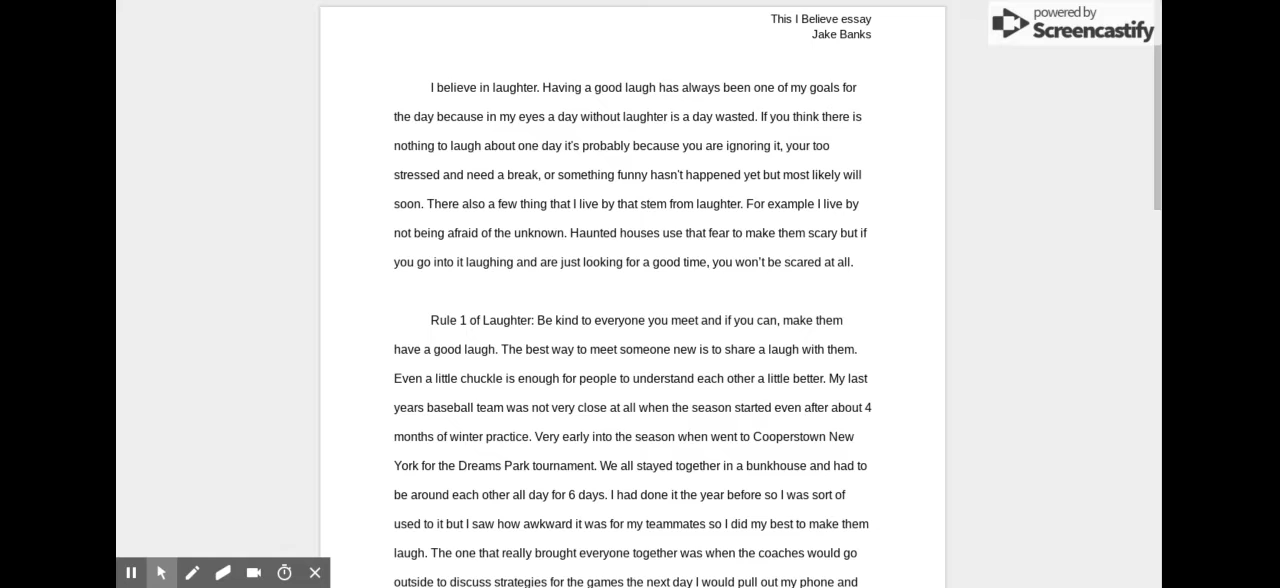 This I Believe essay
Jake Banks
powered by
Screencastify
I believe in laughter. Having a good laugh has always been one of my goals for
the day because in my eyes a day without laughter is a day wasted. If you think there is
nothing to laugh about one day it's probably because you are ignoring it, your too
stressed and need a break, or something funny hasn't happened yet but most likely will
soon. There also a few thing that I live by that stem from laughter. For example I live by
not being afraid of the unknown. Haunted houses use that fear to make them scary but if
you go into it laughing and are just looking for a good time, you won’t be scared at all.
Rule 1 of Laughter: Be kind to everyone you meet and if you can, make them
have a good laugh. The best way to meet someone new is to share a laugh with them.
Even a little chuckle is enough for people to understand each other a little better. My last
years baseball team was not very close at all when the season started even after about 4
months of winter practice. Very early into the season when went to Cooperstown New
York for the Dreams Park tournament. We all stayed together in a bunkhouse and had to
be around each other all day for 6 days. I had done it the year before so I was sort of
used to it but I saw how awkward it was for my teammates so I did my best to make them
laugh. The one that really brought everyone together was when the coaches would go
outside to discuss strategies for the games the next day I would pull out my phone and